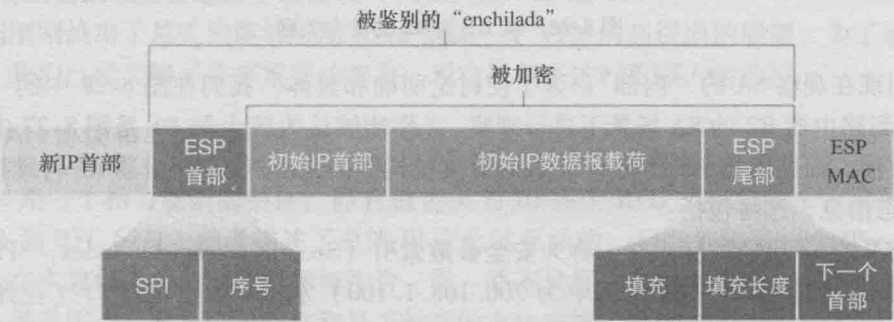 被鉴别的“enchilada”
被加密
新IP首部
ESP
首部
初始IP首部
初始IP数据报载荷
ESP
尾部
ESP
MAC
SPI
序号
填充
填充长度
下一个
首部